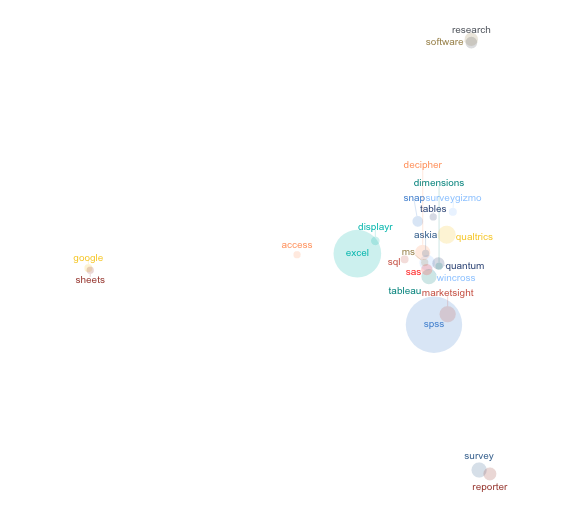 research
software
decipher
dimensions
snap
surveygizmo
tables
displayr
askia
qualtrics
access
excel
ms
google
sql
quantum
sas
sheets
wincross
tableau
marketsight
spss
survey
reporter